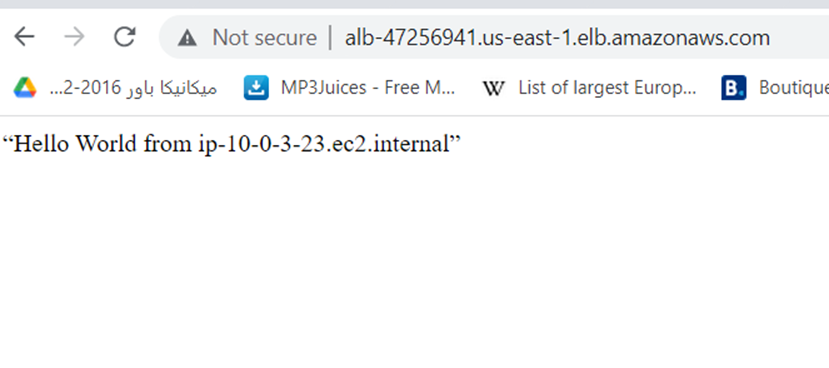 Not secure | alb-47256941.us-east-1.elb.amazonaws.com
...ميكانيكا باور 2016-2 MP3Juices - Free M... W List of largest Europ... B. Boutique
“Hello World from ip-10-0-3-23.ec2.internal”